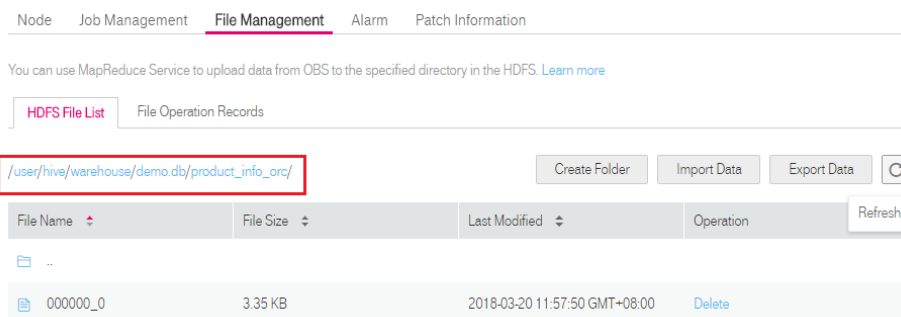 Node Job Management File Management Alarm Patch Information
You can use MapReduce Service to upload data from OBS to the specified directory in the HDFS. Learn more
HDFS File List File Operation Records
/user/hive/warehouse/demo.db/product_info_orc/ Create Folder Import Data Export Data
Refresh
File Name File Size Last Modified Operation
..
000000_0 3.35 KB 2018-03-20 11:57:50 GMT+08:00 Delete